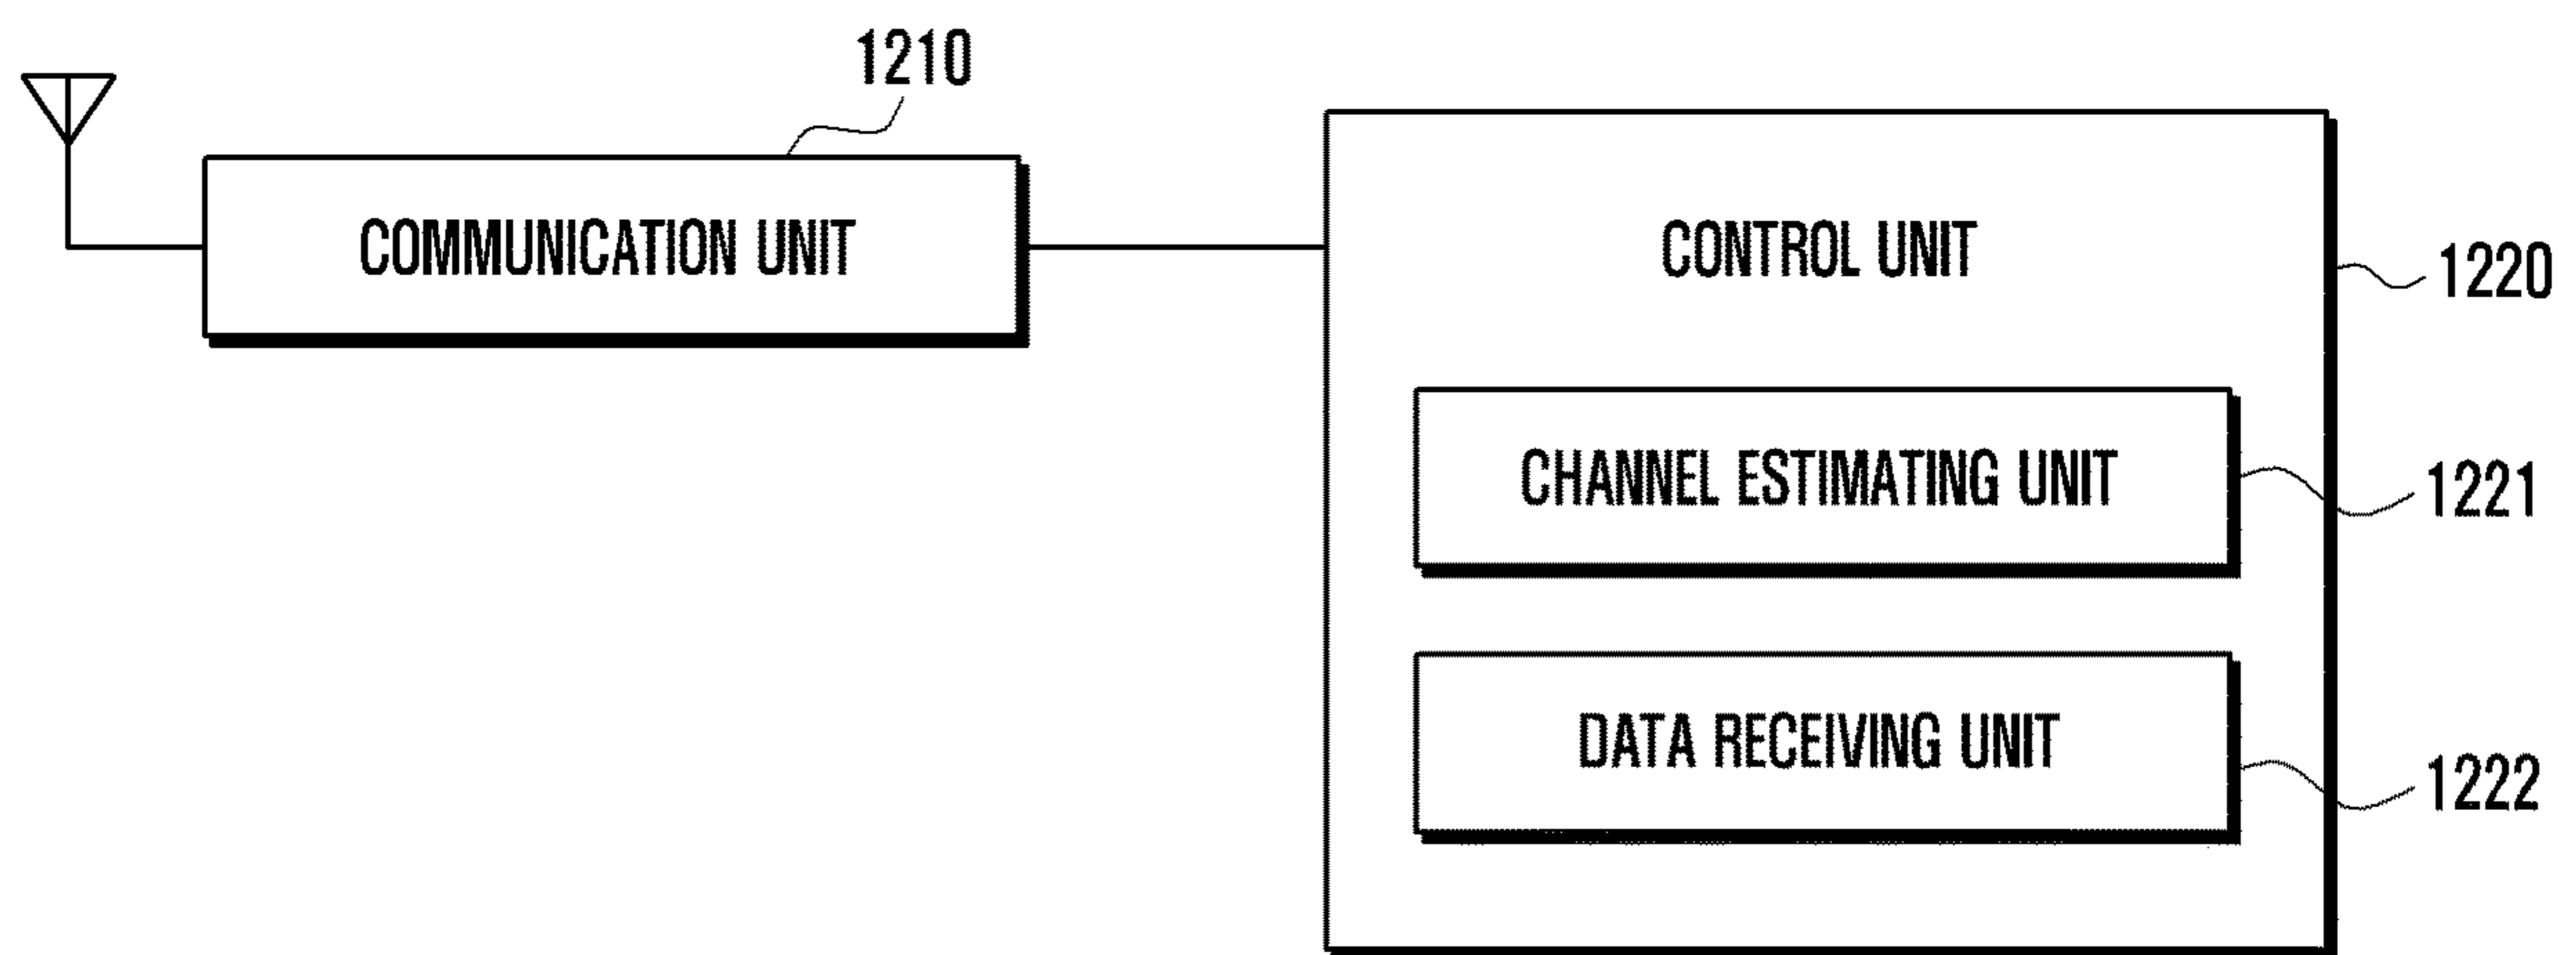 1210
COMMUNICATION UNIT
CONTROL UNIT
1220
CHANNEL ESTIMATING UNIT
1221
DATA RECEIVING UNIT
1222